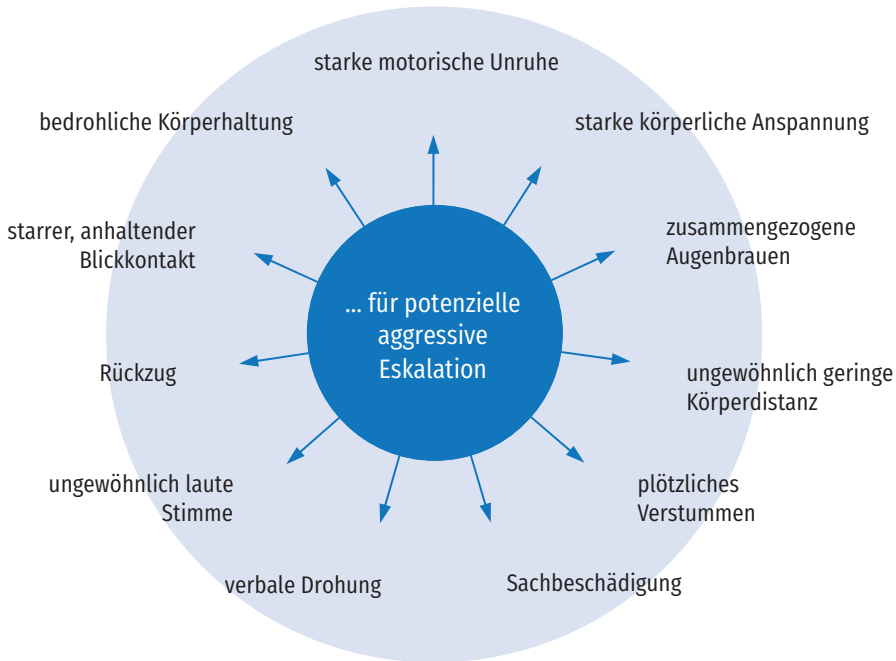 starke motorische Unruhe
bedrohliche Körperhaltung
starke körperliche Anspannung
starrer, anhaltender
Blickkontakt
zusammengezogene
Augenbrauen
... für potenzielle
aggressive
Eskalation
Rückzug
ungewöhnlich geringe
Körperdistanz
ungewöhnlich laute
Stimme
plötzliches
Verstummen
verbale Drohung
Sachbeschädigung